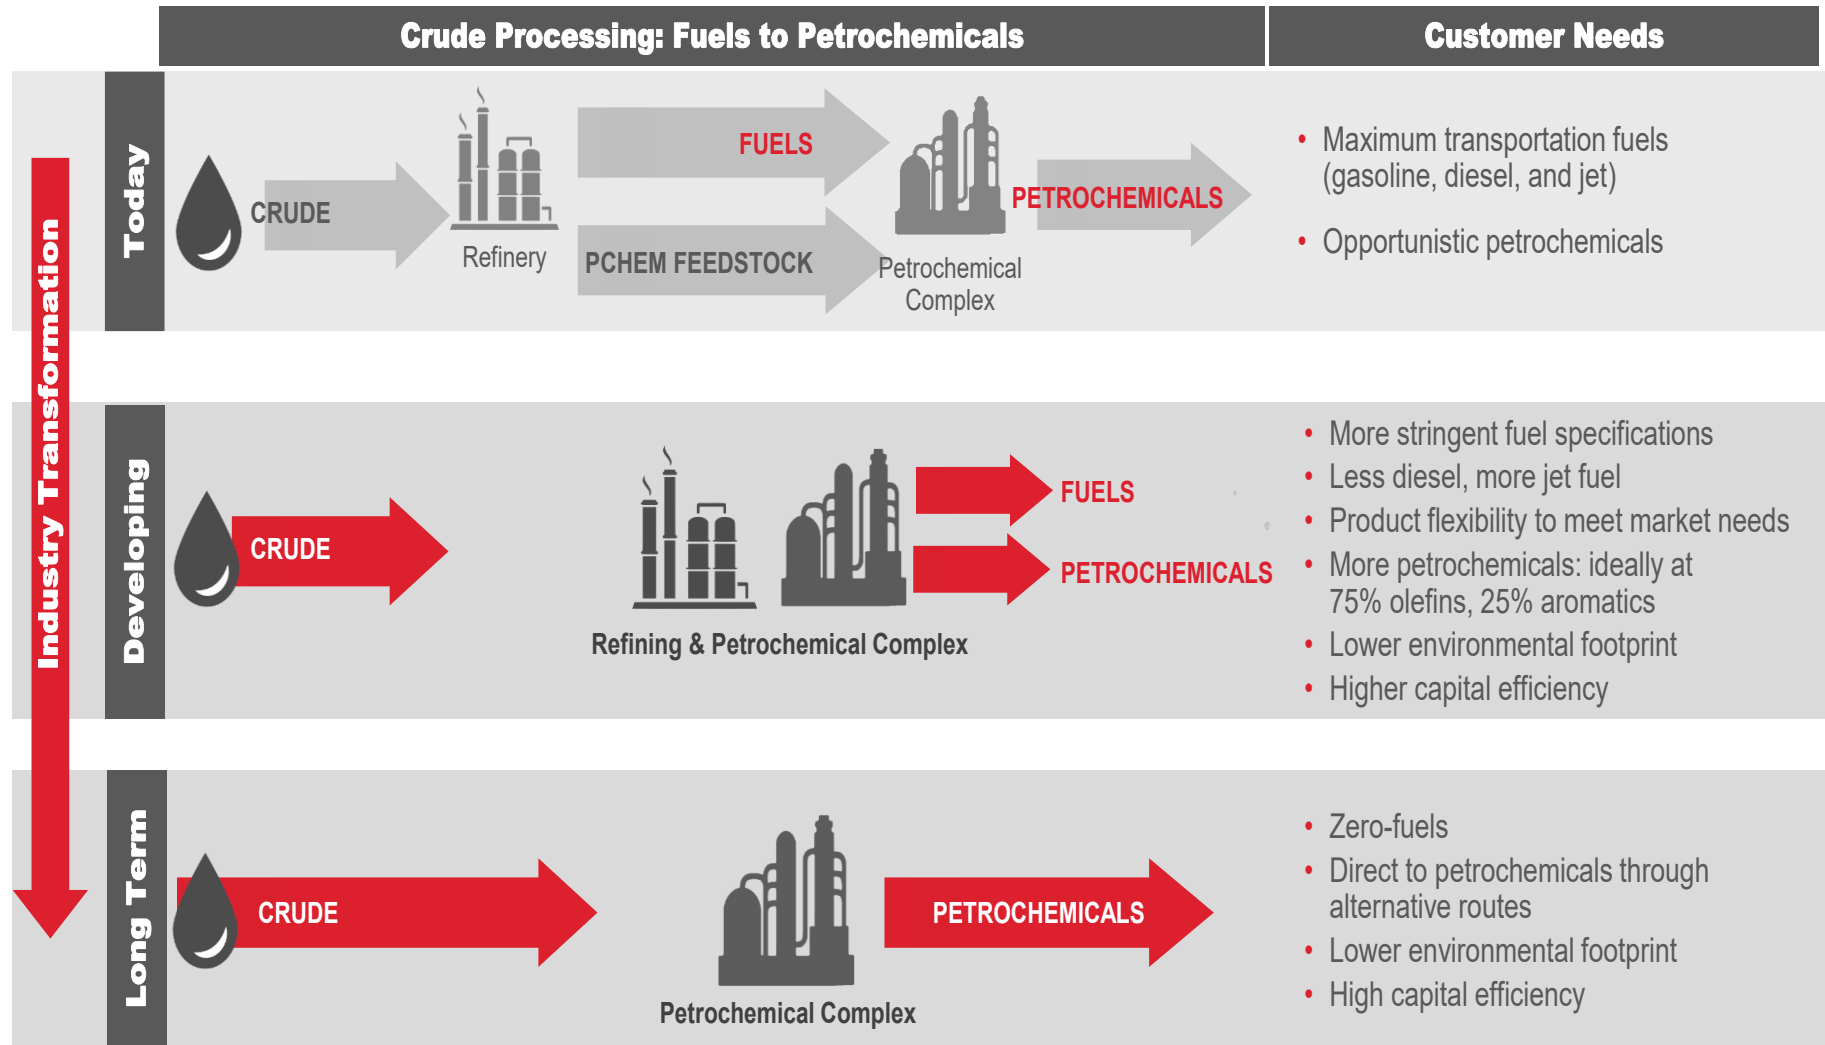 Crude Processing: Fuels to Petrochemicals
Customer Needs
Industry Transformation
Today
CRUDE
Refinery
FUELS
PCHEM FEEDSTOCK
Petrochemical
Complex
PETROCHEMICALS
• Maximum transportation fuels
(gasoline, diesel, and jet)
• Opportunistic petrochemicals
Developing
CRUDE
Refining & Petrochemical Complex
FUELS
PETROCHEMICALS
• More stringent fuel specifications
• Less diesel, more jet fuel
• Product flexibility to meet market needs
• More petrochemicals: ideally at
75% olefins, 25% aromatics
• Lower environmental footprint
• Higher capital efficiency
Long Term
CRUDE
Petrochemical Complex
PETROCHEMICALS
• Zero-fuels
• Direct to petrochemicals through
alternative routes
• Lower environmental footprint
• High capital efficiency